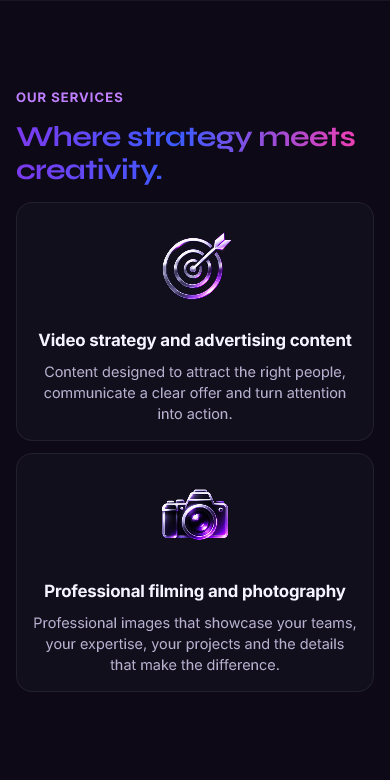 OUR SERVICES
Where strategy meets
creativity.
Video strategy and advertising content
Content designed to attract the right people,
communicate a clear offer and turn attention
into action.
Professional filming and photography
Professional images that showcase your teams,
your expertise, your projects and the details
that make the difference.